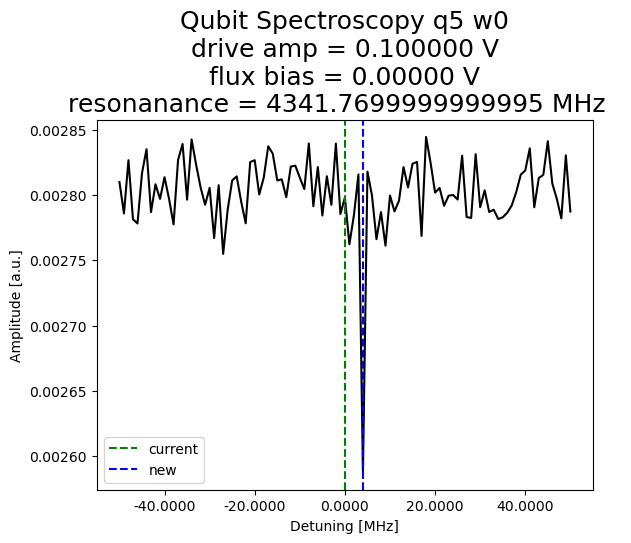 Qubit Spectroscopy q5 w0
drive amp = 0.100000 V
flux bias = 0.00000 V
resonanance = 4341.7699999999995 MHz
0.00285
0.00280
0.00275
0.00270
0.00265
0.00260
Amplitude [a.u.]
current
new
-40.0000 -20.0000 0.0000 20.0000 40.0000
Detuning [MHz]